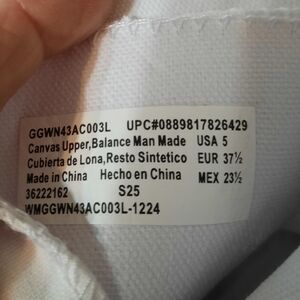 GGWN43AC003L UPC#0889817826429
Canvas Upper,Balance Man Made USA 5
Cubierta de Lona,Resto Sintetico EUR 37½
Made in China Hecho en China MEX 23½
36222162 S25
WMGGWN43AC003L-1224